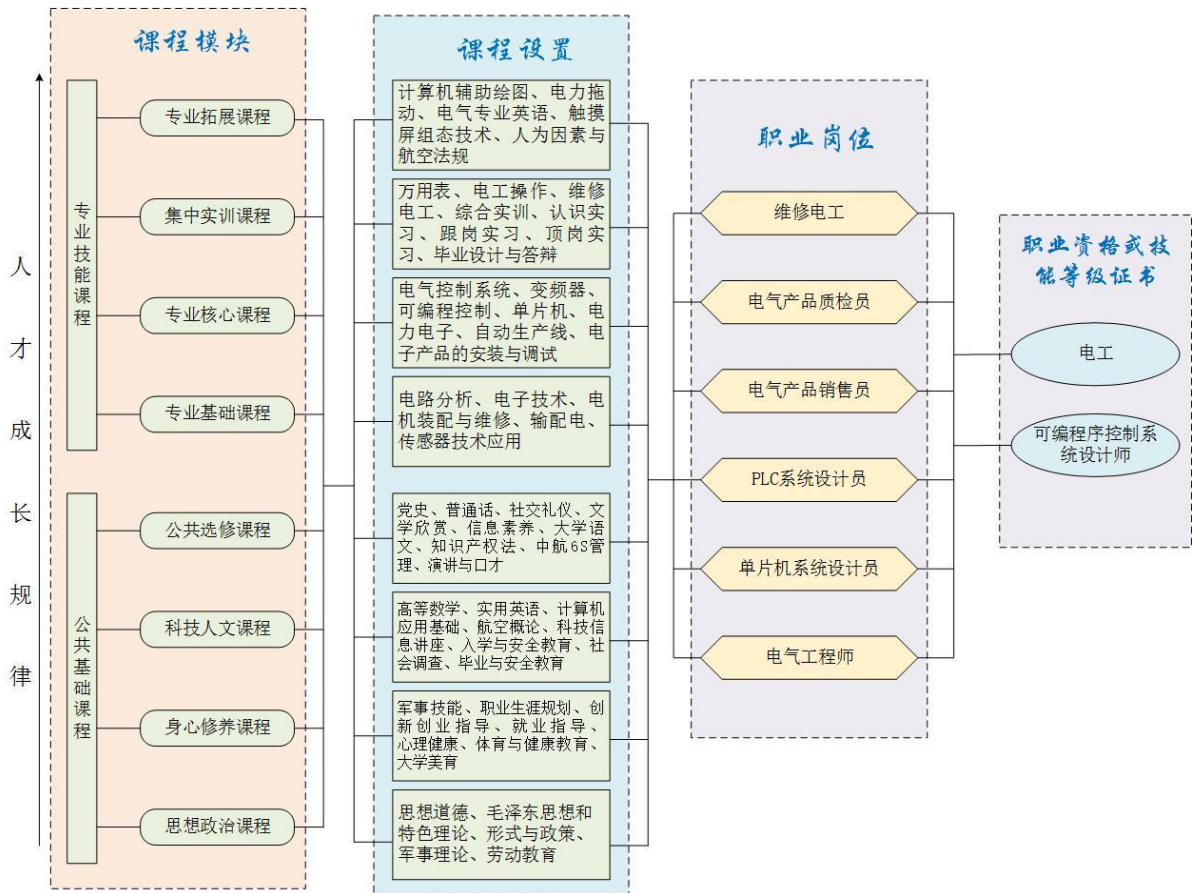 人才成长规律
课程模块
专业技能课程
专业拓展课程
集中实训课程
专业核心课程
专业基础课程
公共基础课程
公共选修课程
科技人文课程
身心修养课程
思想政治课程
课程设置
计算机辅助绘图、电力拖
动、电气专业英语、触摸
屏组态技术、人为因素与
航空法规
万用表、电工操作、维修
电工、综合实训、认识实
习、跟岗实习、顶岗实
习、毕业设计与答辩
电气控制系统、变频器、
可编程控制、单片机、电
力电子、自动生产线、电
子产品的安装与调试
电路分析、电子技术、电
机装配与维修、输配电、
传感器技术应用
党史、普通话、社交礼仪、文
学欣赏、信息素养、大学语
文、知识产权法、中航6S管
理、演讲与口才
高等数学、实用英语、计算机
应用基础、航空概论、科技信
息讲座、入学与安全教育、社
会调查、毕业与安全教育
军事技能、职业生涯规划、创
新创业指导、就业指导、
心理健康、体育与健康教育、
大学美育
思想道德、毛泽东思想和
特色理论、形式与政策、
军事理论、劳动教育
职业岗位
维修电工
电气产品质检员
电气产品销售员
PLC系统设计员
单片机系统设计员
电气工程师
职业资格或技
能等级证书
电工
可编程序控制系
统设计师